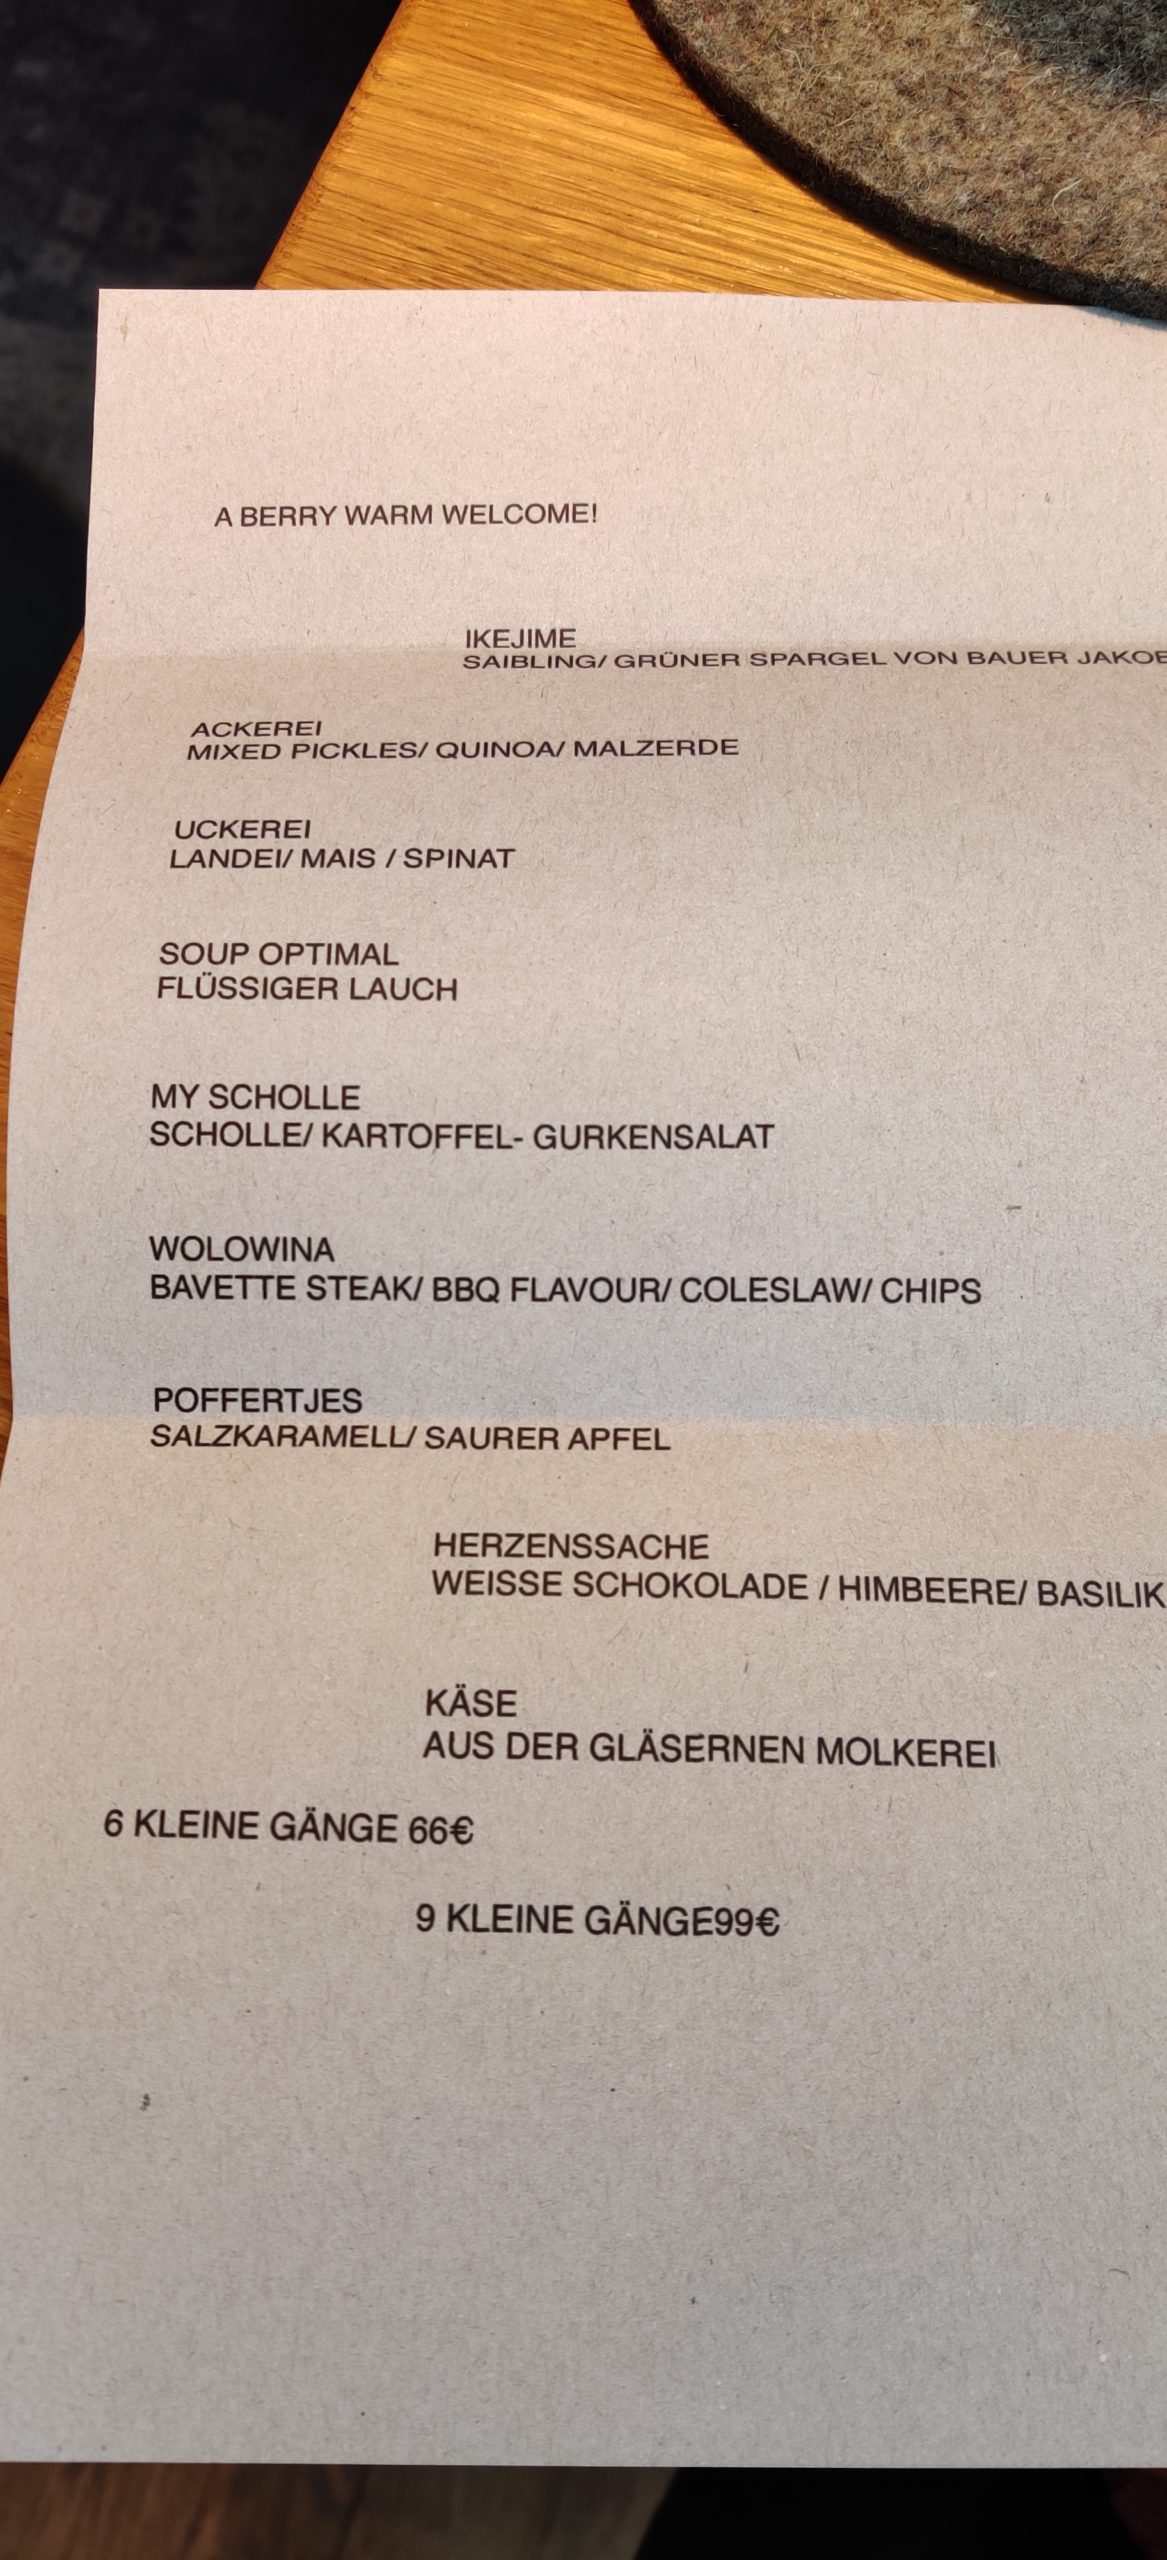 A BERRY WARM WELCOME!
IKEJIME
SAIBLING/ GRÜNER SPARGEL VON BAUER
ACKEREI
MIXED PICKLES/ QUINOA/ MALZERDE
UCKEREI
LANDEI/ MAIS / SPINAT
SOUP OPTIMAL
FLÜSSIGER LAUCH
MY SCHOLLE
SCHOLLE/ KARTOFFEL- GURKENSALAT
WOLOWINA
BAVETTE STEAK/ BBQ FLAVOUR/ COLESLAW/ CHIPS
POFFERTJES
SALZKARAMELL/ SAURER APFEL
HERZENSSACHE
WEISSE SCHOKOLADE / HIMBEERE/ BASILIK
KÄSE
AUS DER GLÄSERNEN MOLKEREI
6 KLEINE GÄNGE 66€
9 KLEINE GÄNGE99€